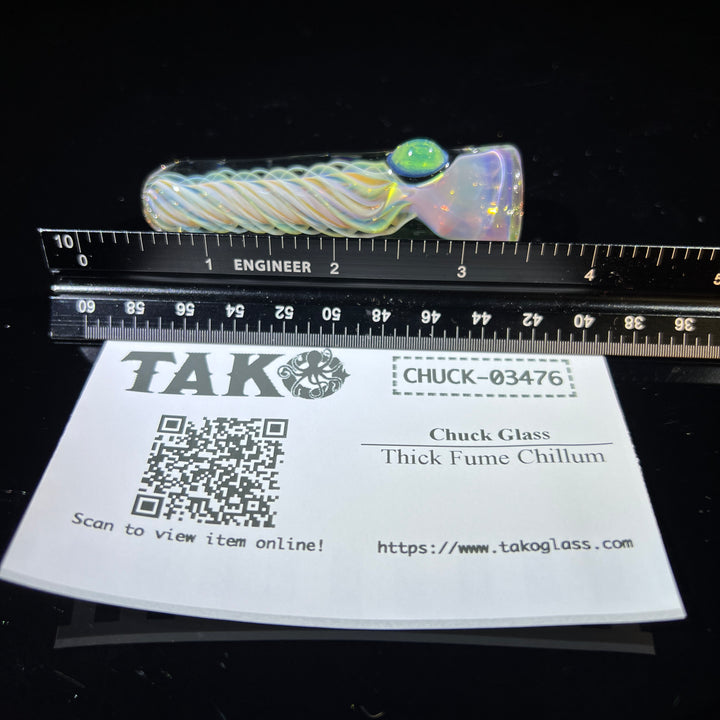 10
0 1 ENGINEER 2 3 4 5
60 58 56 54 52 50 48 46 44 42 40 38 36
TAKO
CHUCK-03476
Chuck Glass
Thick Fume Chillum
Scan to view item online!
https://www.takoglass.com